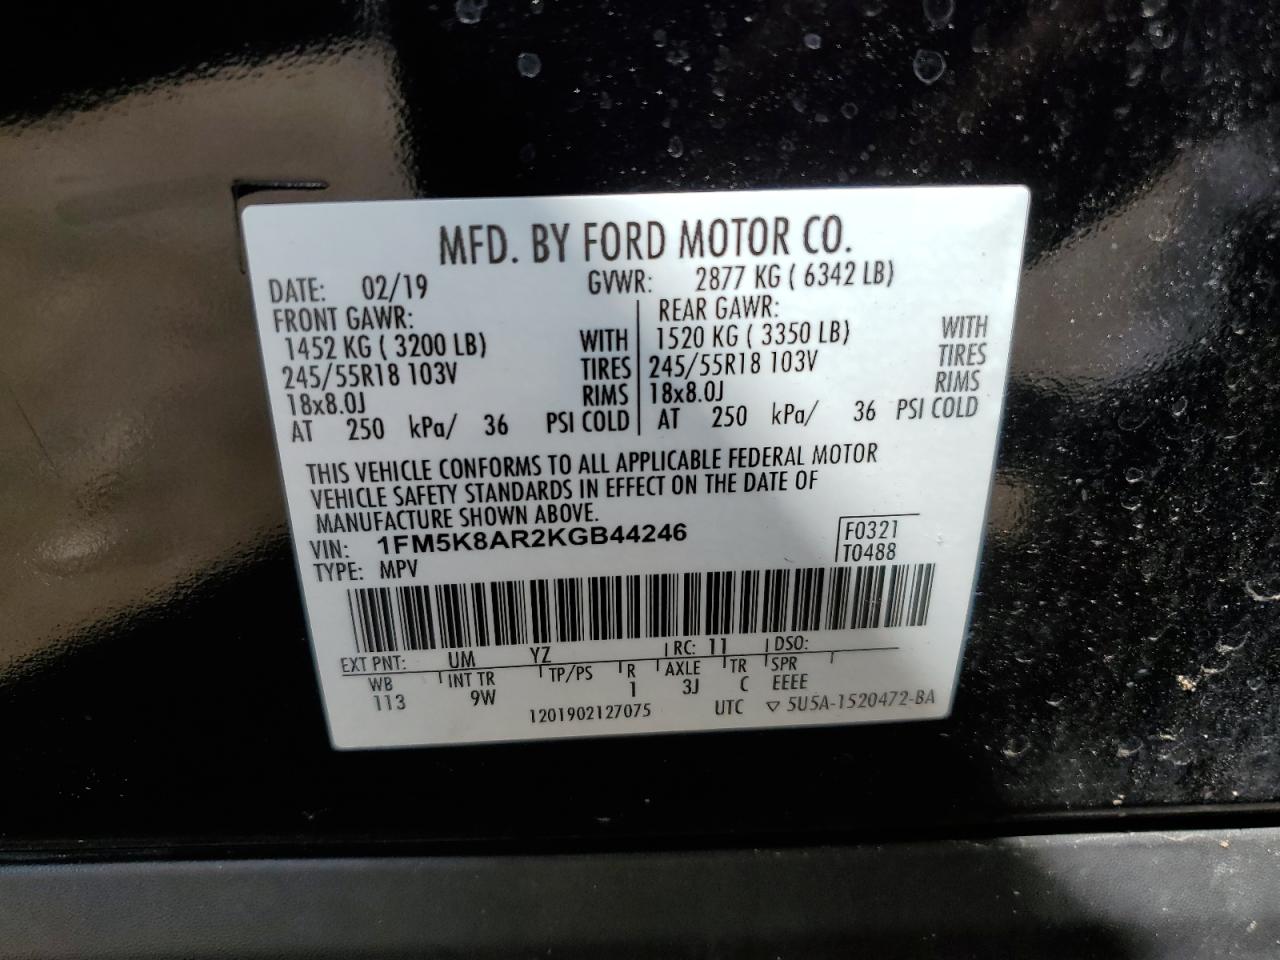 MFD. BY FORD MOTOR CO.
DATE: 02/19 GVWR: 2877 KG ( 6342 LB)
FRONT GAWR: REAR GAWR:
1452 KG ( 3200 LB) WITH 1520 KG ( 3350 LB) WITH
245/55R18 103V TIRES 245/55R18 103V TIRES
18x8.0J RIMS 18x8.0J RIMS
AT 250 kPa/ 36 PSI COLD AT 250 kPa/ 36 PSI COLD
THIS VEHICLE CONFORMS TO ALL APPLICABLE FEDERAL MOTOR
VEHICLE SAFETY STANDARDS IN EFFECT ON THE DATE OF
MANUFACTURE SHOWN ABOVE.
VIN: 1FM5K8AR2KGB44246 F0321
TYPE: MPV T0488
EXT PNT: UM YZ RC: 11 DSO:
WB INT TR TP/PS R AXLE TR SPR
113 9W 1 3J C EEEE
1201902127075 UTC ▽ 5U5A-1520472-BA